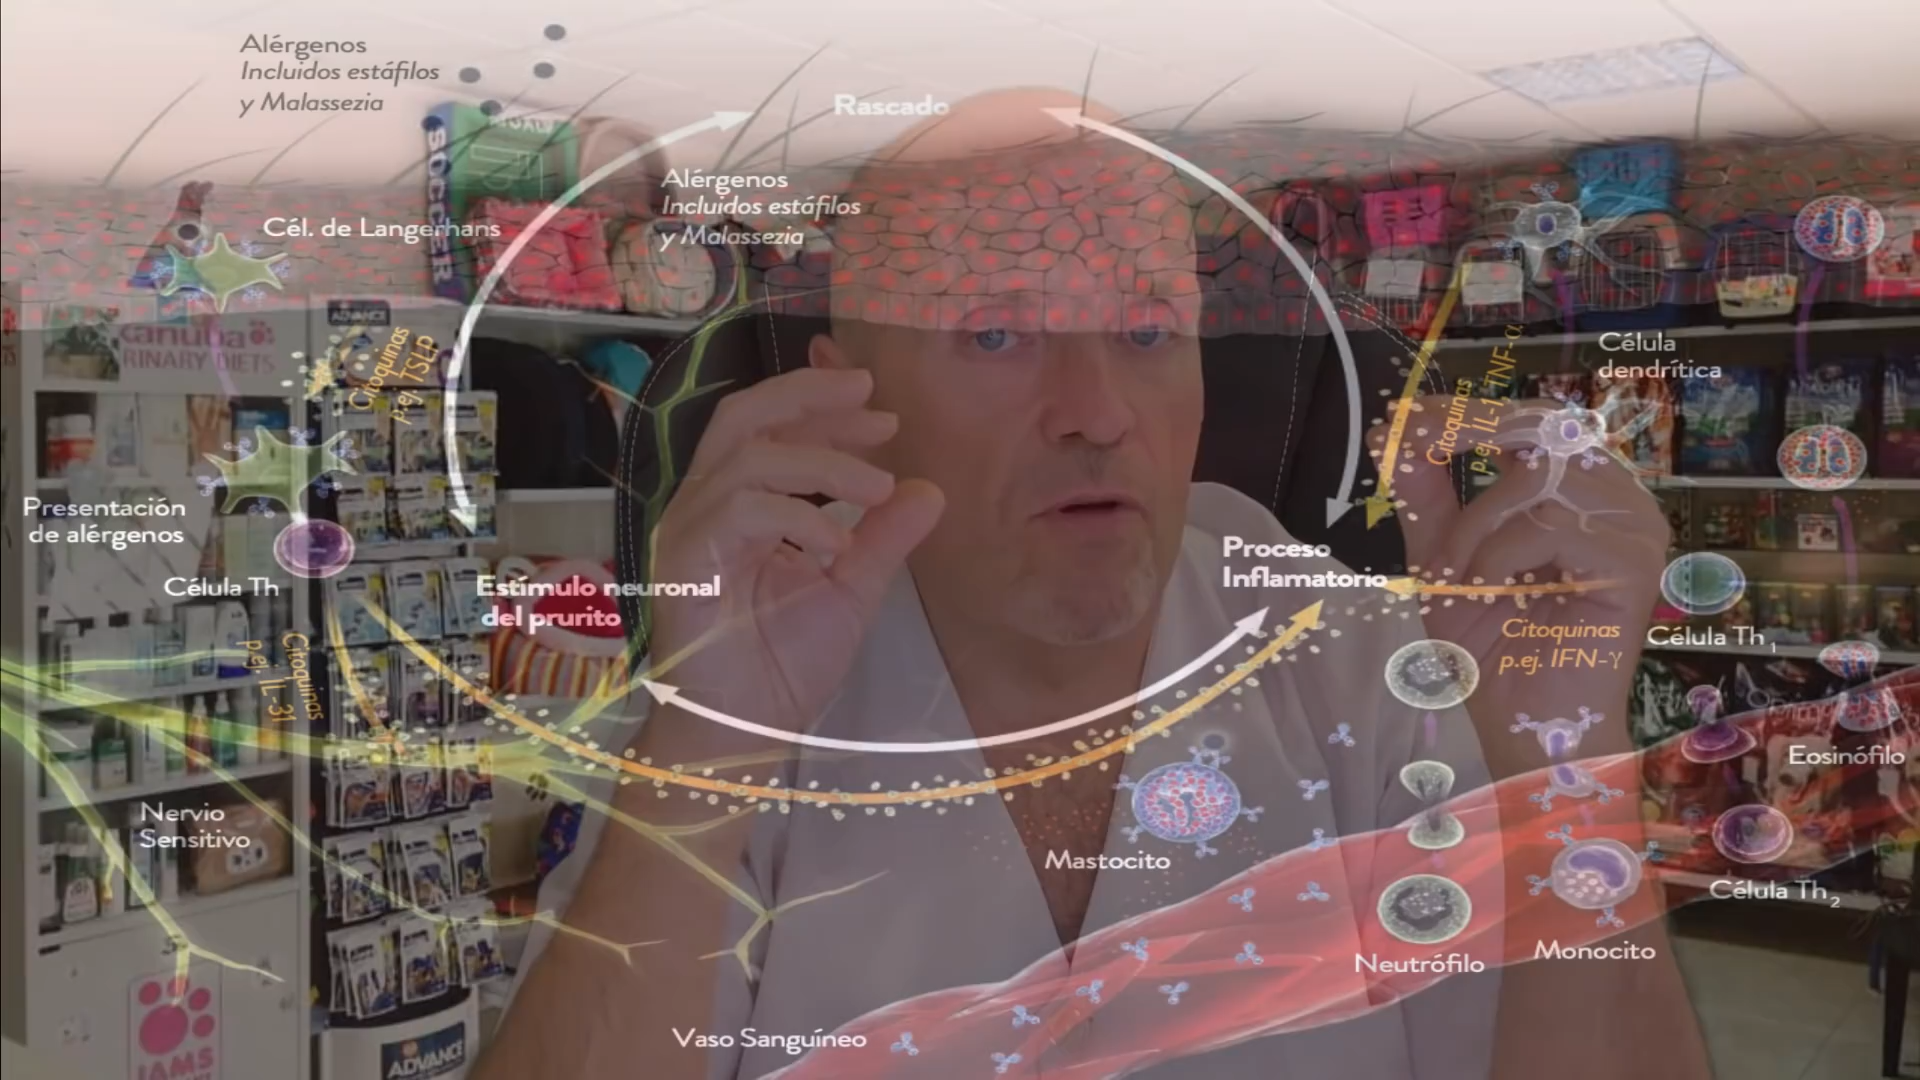 Alérgenos
Incluidos estáfilos
y Malassezia
Rascado
SOCCER
Alérgenos
Incluidos estáfilos
y Malassezia
Cél. de Langerhans
ADVANCE
canuba
RINARY DIETS
Citoquinas
p.ej. TSLP
Citoquinas
p.ej. IL-1, TNF-α
Célula
dendrítica
Presentación
de alérgenos
Célula Th
Estímulo neuronal
del prurito
Proceso
Inflamatorio
Citoquinas
p.ej. IFN-γ
Célula Th1
Citoquinas
p.ej. IL-31
Eosinófilo
Nervio
Sensitivo
Mastocito
Célula Th2
Neutrófilo
Monocito
Vaso Sanguíneo
IAMS
ADVANCE